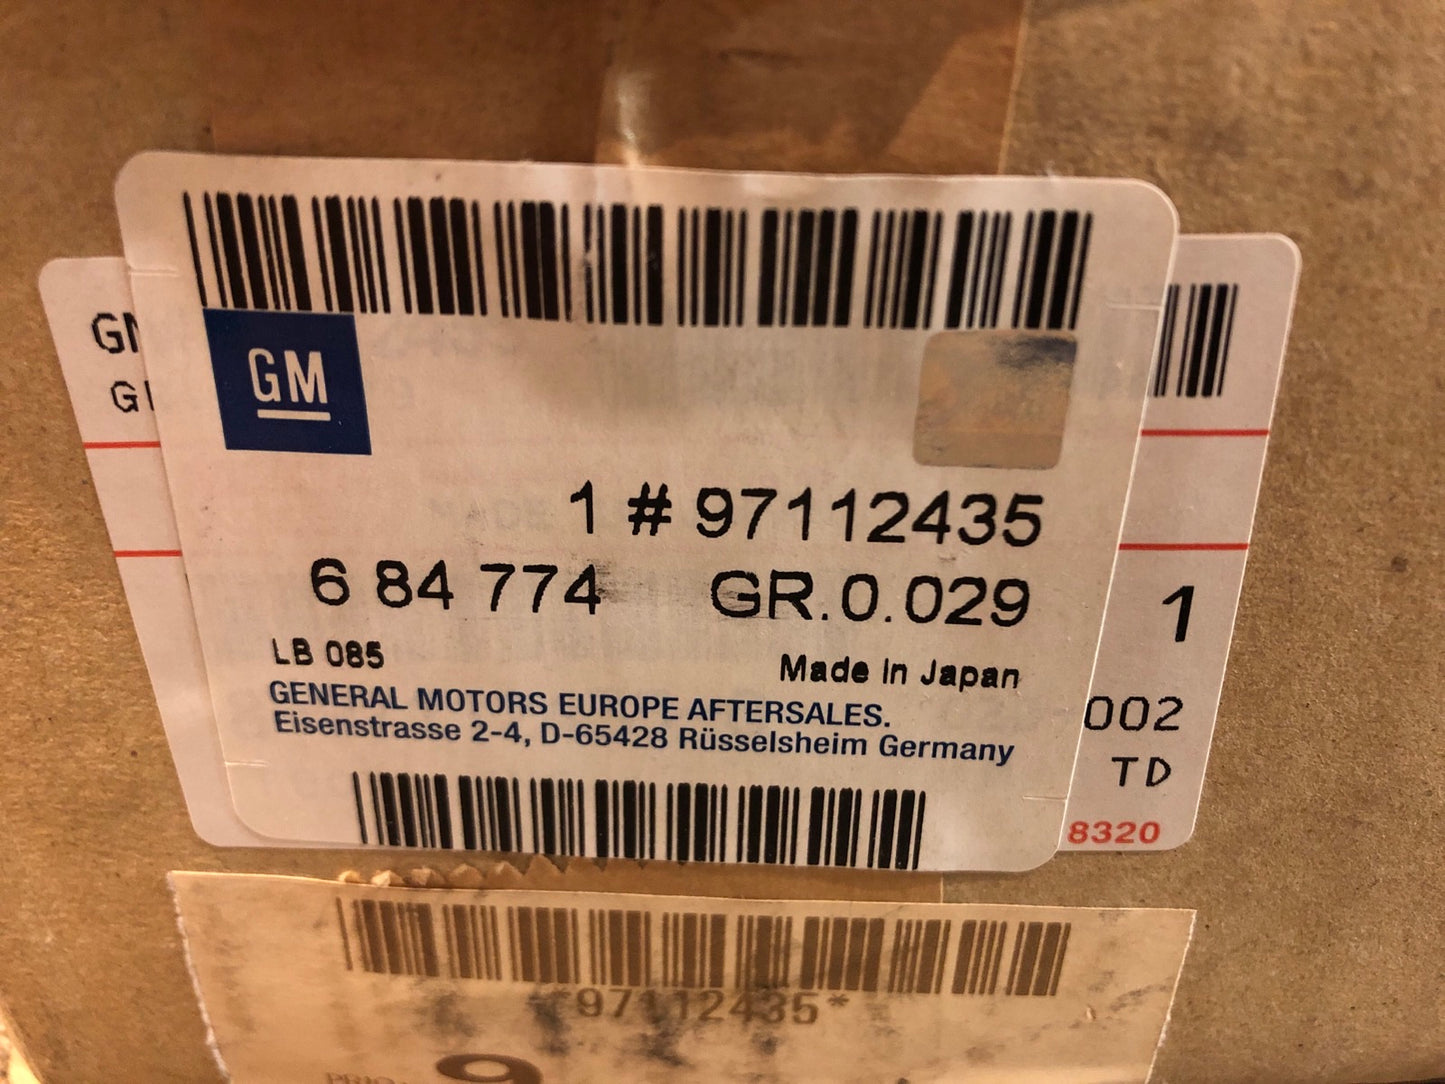 GM
1 # 97112435
6 84 774 GR.0.029
LB 085 Made In Japan
GENERAL MOTORS EUROPE AFTERSALES.
Eisenstrasse 2-4, D-65428 Rüsselsheim Germany
1
002
TD
8320
*97112435*
9